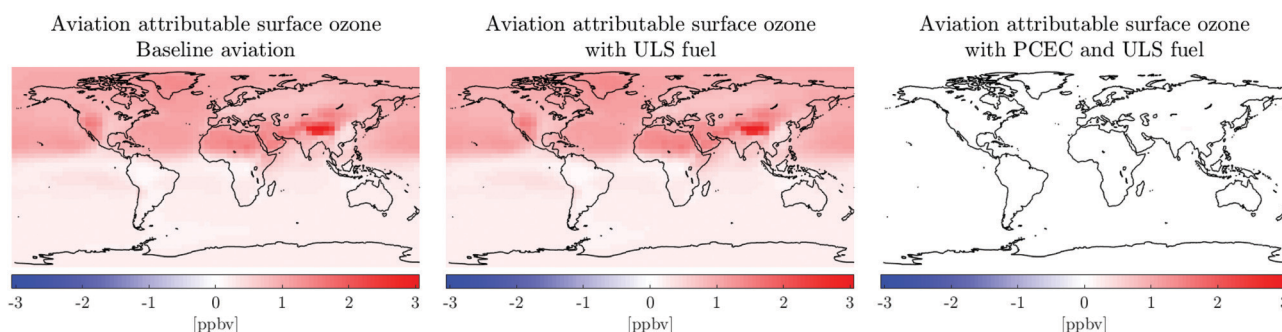 Aviation attributable surface ozone
Baseline aviation
-3 -2 -1 0 1 2 3
[ppbv]
Aviation attributable surface ozone
with ULS fuel
-3 -2 -1 0 1 2 3
[ppbv]
Aviation attributable surface ozone
with PCEC and ULS fuel
-3 -2 -1 0 1 2 3
[ppbv]